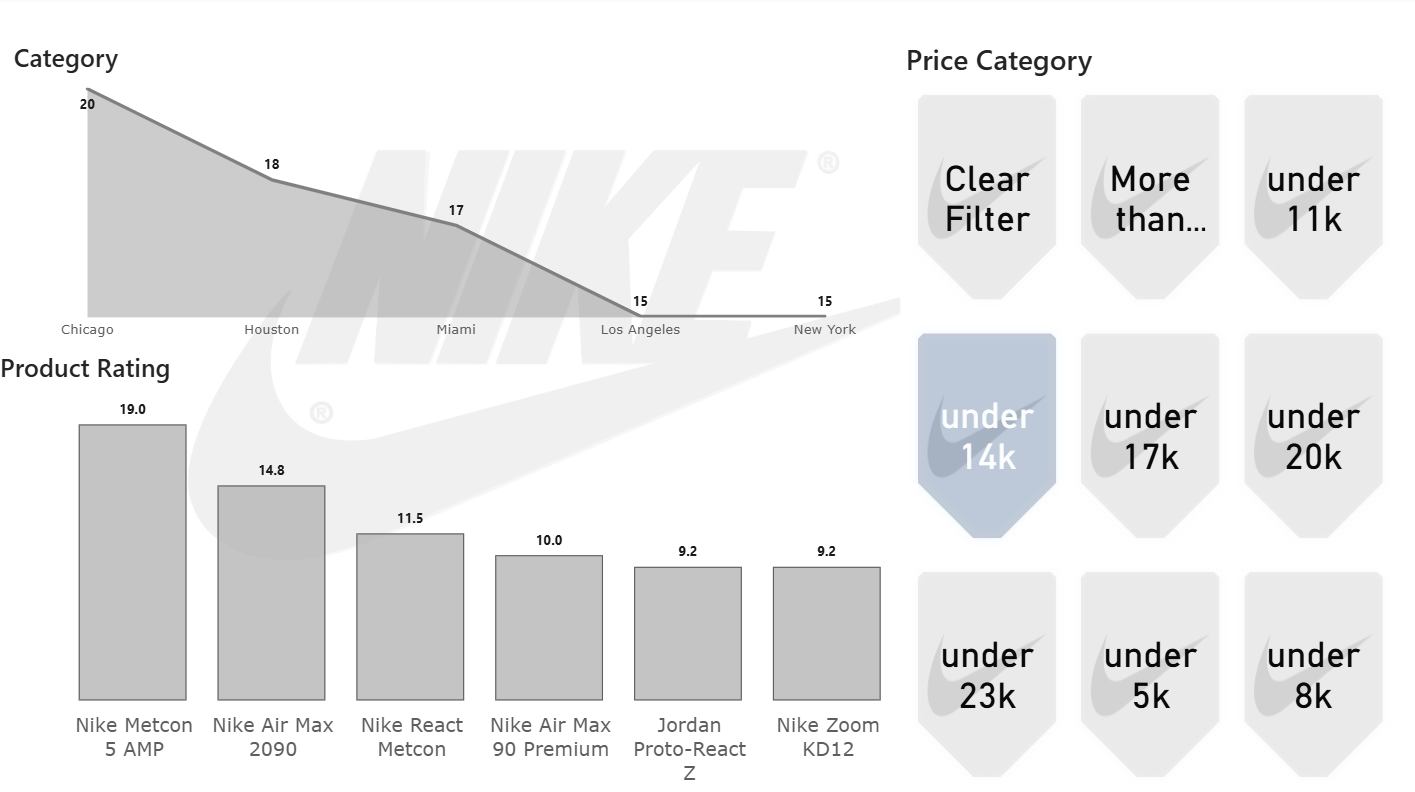 Category
20
18
17
15
15
Chicago
Houston
Miami
Los Angeles
New York
NIKE
®
®
Product Rating
19.0
14.8
11.5
10.0
9.2
9.2
Nike Metcon
5 AMP
Nike Air Max
2090
Nike React
Metcon
Nike Air Max
90 Premium
Jordan
Proto-React
Z
Nike Zoom
KD12
Price Category
Clear
Filter
More
than...
under
11k
under
14k
under
17k
under
20k
under
23k
under
5k
under
8k